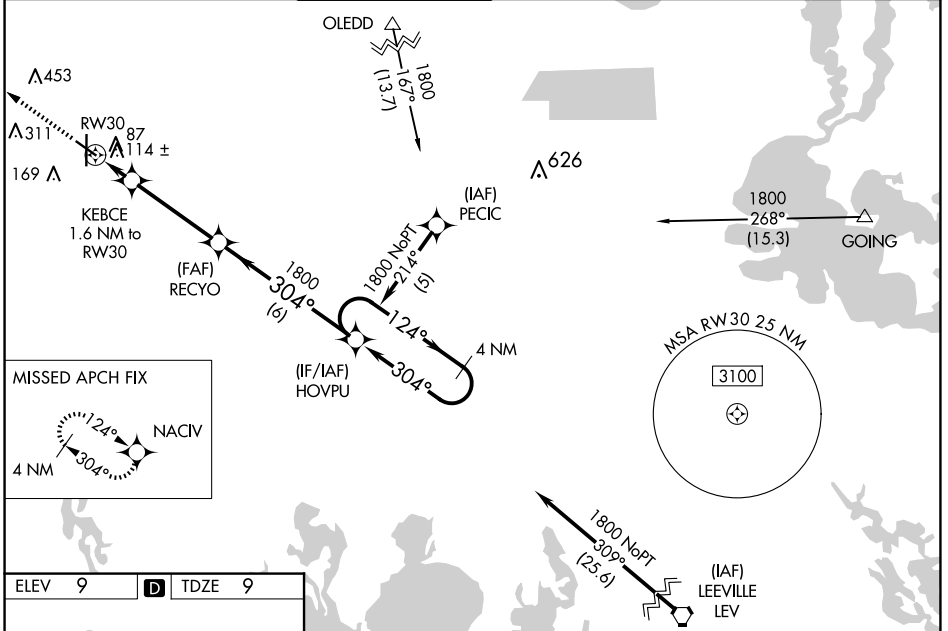 OLEDD
1800
167°
(13.7)
453
311
RW30
87
114 ±
169
KEBCE
1.6 NM to
RW30
(FAF)
RECYO
1800
304°
(6)
(IAF)
PECIC
1800 NoPT
214°
(5)
626
1800
268°
(15.3)
GOING
124°
304°
4 NM
(IF/IAF)
HOVPU
MSA RW30 25 NM
3100
MISSED APCH FIX
124°
304°
4 NM
NACIV
1800 NoPT
309°
(25.6)
(IAF)
LEEVILLE
LEV
ELEV 9 D TDZE 9